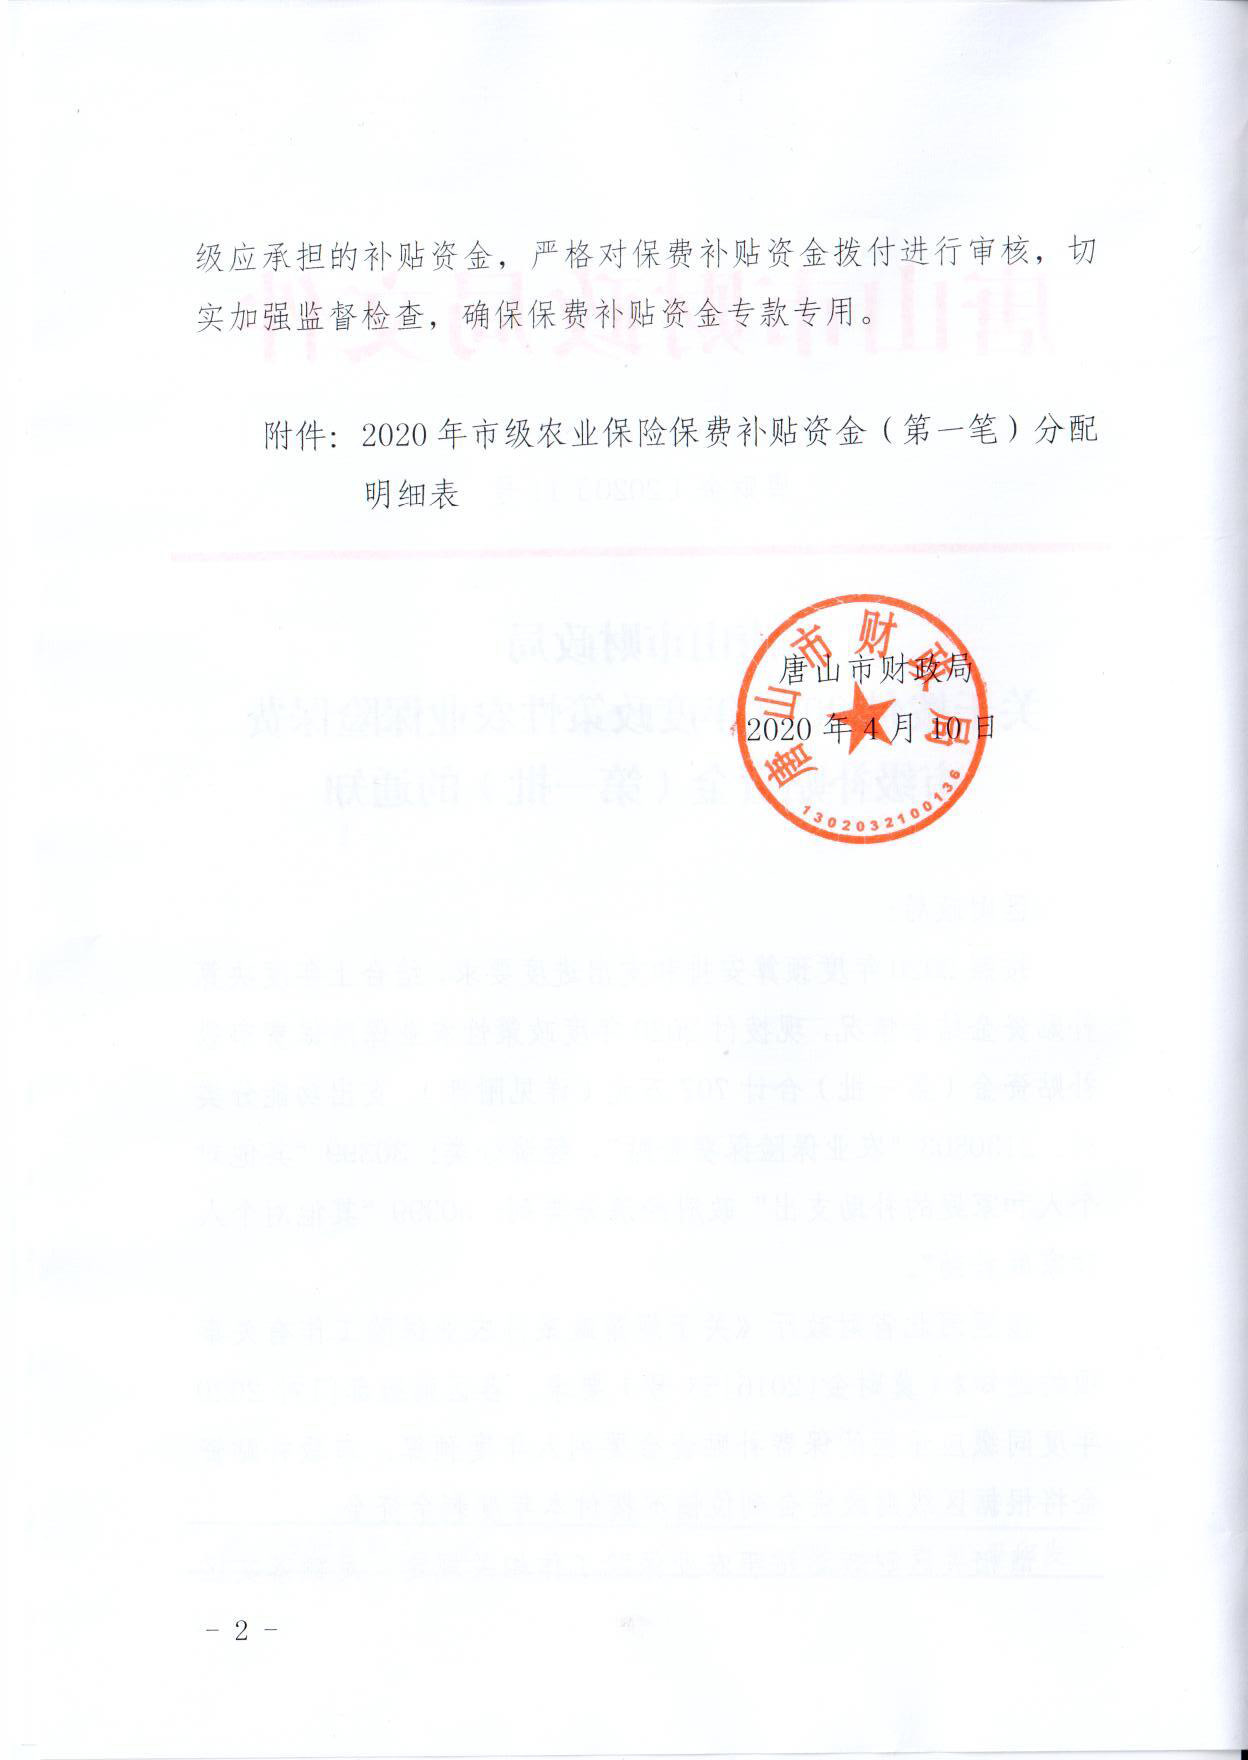 级应承担的补贴资金，严格对保费补贴资金拨付进行审核，切
实加强监督检查，确保保费补贴资金专款专用。
附件：2020年市级农业保险保费补贴资金（第一笔）分配
明细表
唐山市财政局
2020年4月10日
唐山市财政局
1302032100136
- 2 -